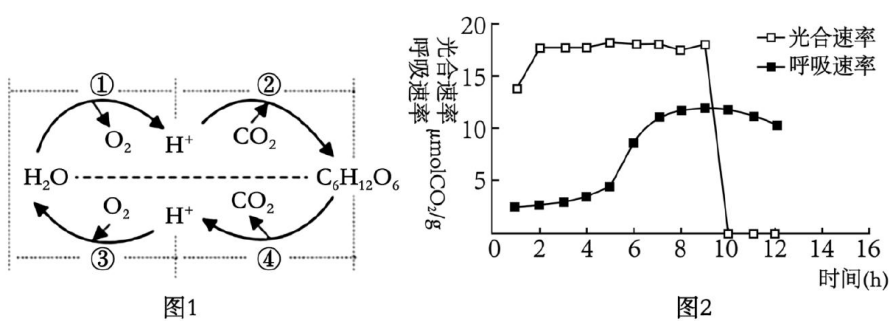 ① ②
O₂ H⁺ CO₂
H₂O C₆H₁₂O₆
O₂ H⁺ CO₂
③ ④
图1
光合速率
呼吸速率
μmolCO₂/g
20
15
10
5
0 2 4 6 8 10 12 14 16
时间(h)
光合速率
呼吸速率
图2